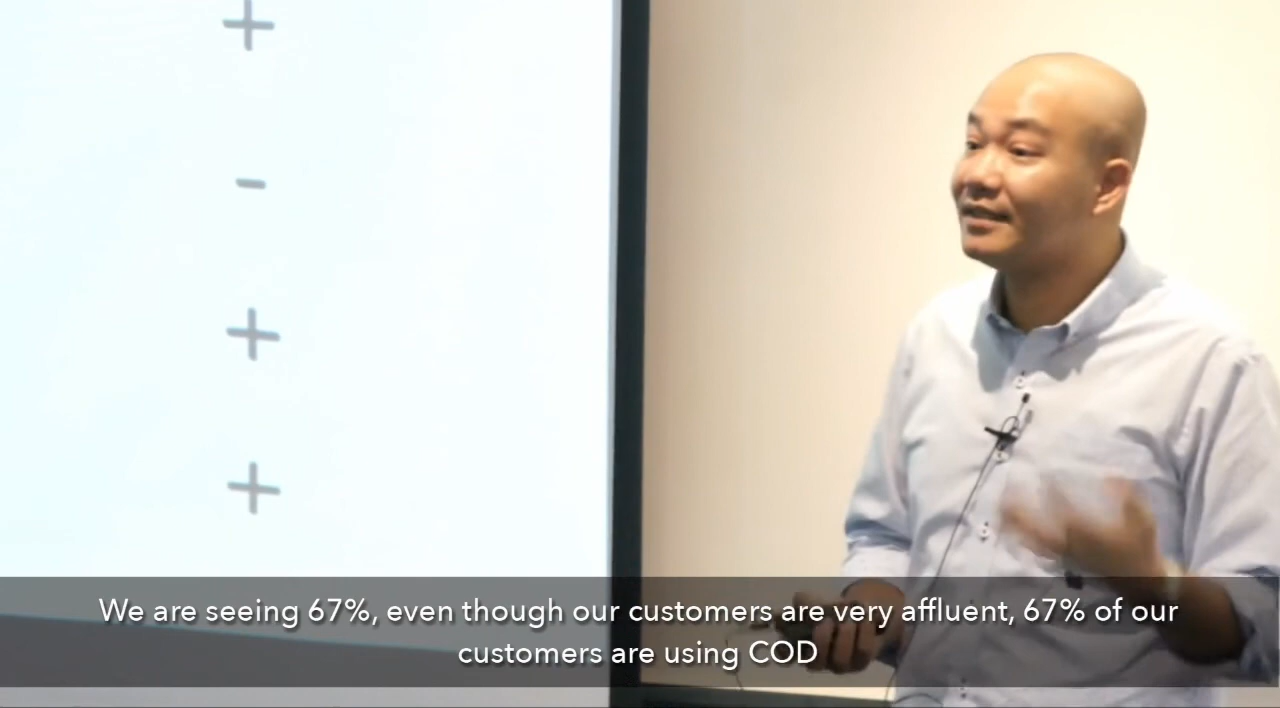 +
-
+
+
We are seeing 67%, even though our customers are very affluent, 67% of our
customers are using COD